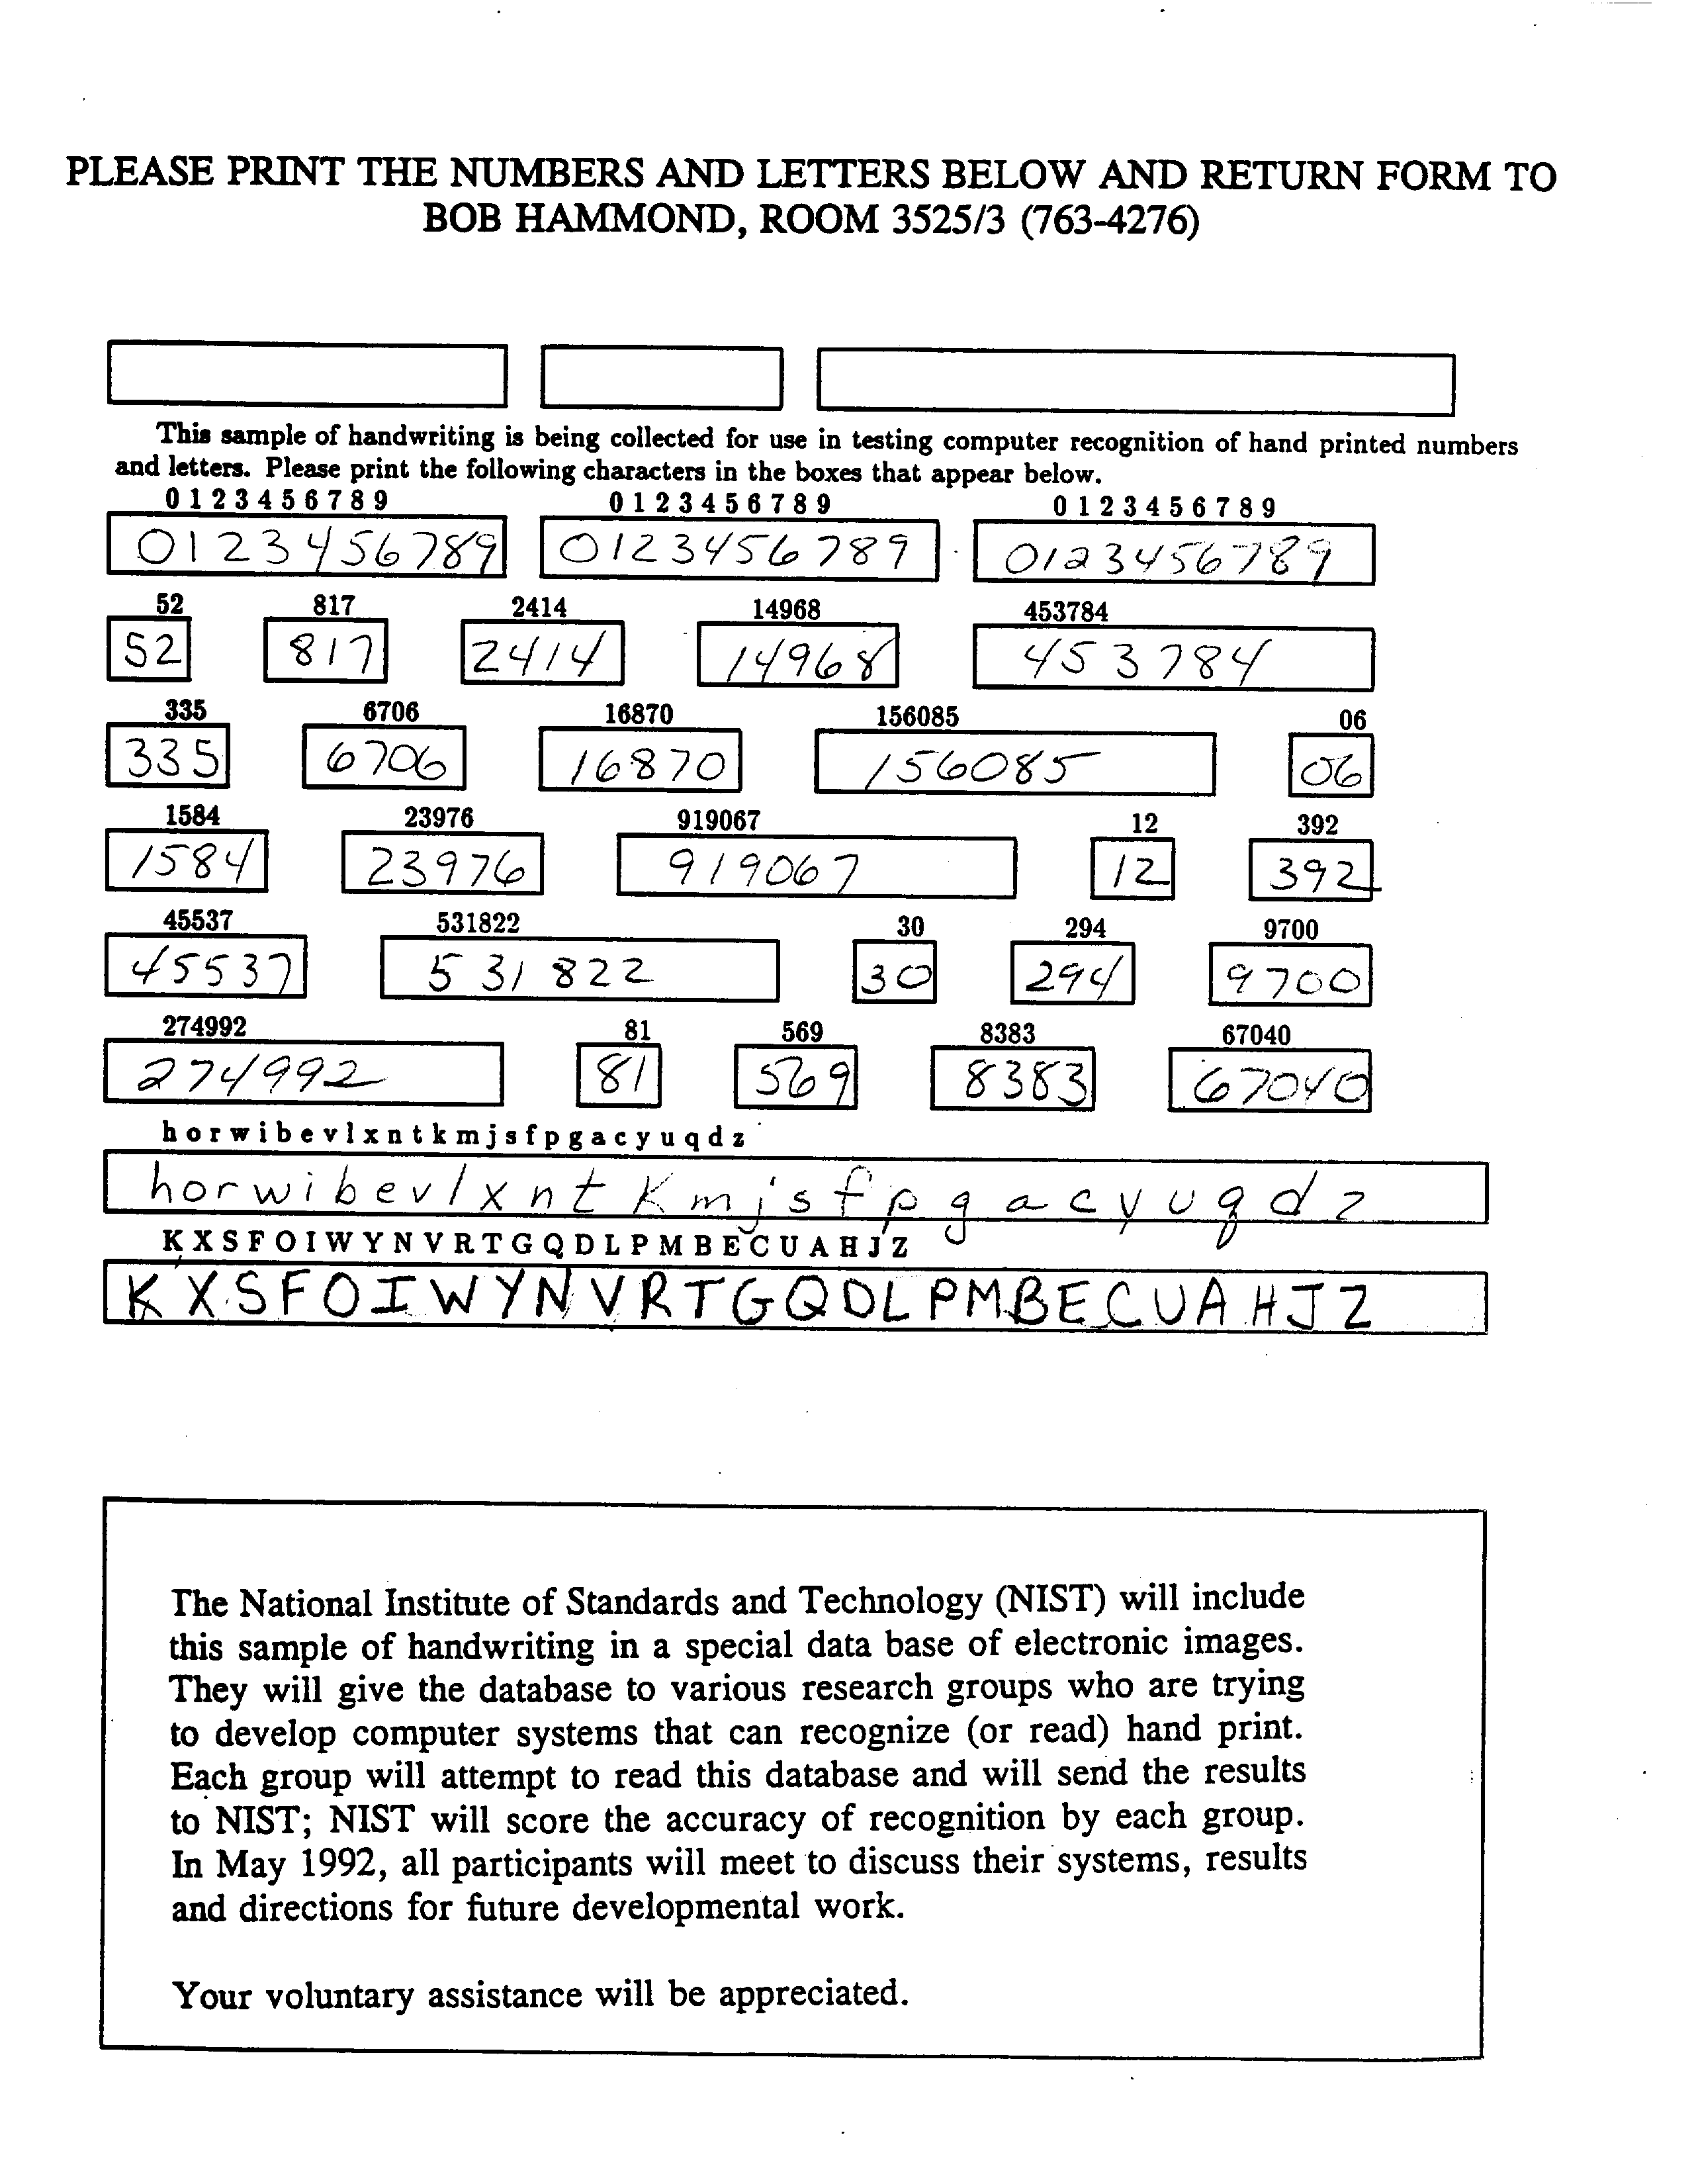 PLEASE PRINT THE NUMBERS AND LETTERS BELOW AND RETURN FORM TO
BOB HAMMOND, ROOM 3525/3 (763-4276)
This sample of handwriting is being collected for use in testing computer recognition of hand printed numbers
and letters. Please print the following characters in the boxes that appear below.
0 1 2 3 4 5 6 7 8 9 0 1 2 3 4 5 6 7 8 9 0 1 2 3 4 5 6 7 8 9
0123456789 0123456789 0123456789
52 817 2414 14968 453784
52 817 2414 14968 453784
335 6706 16870 156085 06
335 6706 16870 156085 06
1584 23976 919067 12 392
1584 23976 919067 12 392
45537 531822 30 294 9700
45537 531822 30 294 9700
274992 81 569 8383 67040
274992 81 569 8383 67040
h o r w i b e v l x n t k m j s f p g a c y u q d z
h o r w i b e v l x n t k m j s f p g a c y u q d z
K X S F O I W Y N V R T G Q D L P M B E C U A H J Z
K X S F O I W Y N V R T G Q D L P M B E C U A H J Z
The National Institute of Standards and Technology (NIST) will include
this sample of handwriting in a special data base of electronic images.
They will give the database to various research groups who are trying
to develop computer systems that can recognize (or read) hand print.
Each group will attempt to read this database and will send the results
to NIST; NIST will score the accuracy of recognition by each group.
In May 1992, all participants will meet to discuss their systems, results
and directions for future developmental work.
Your voluntary assistance will be appreciated.